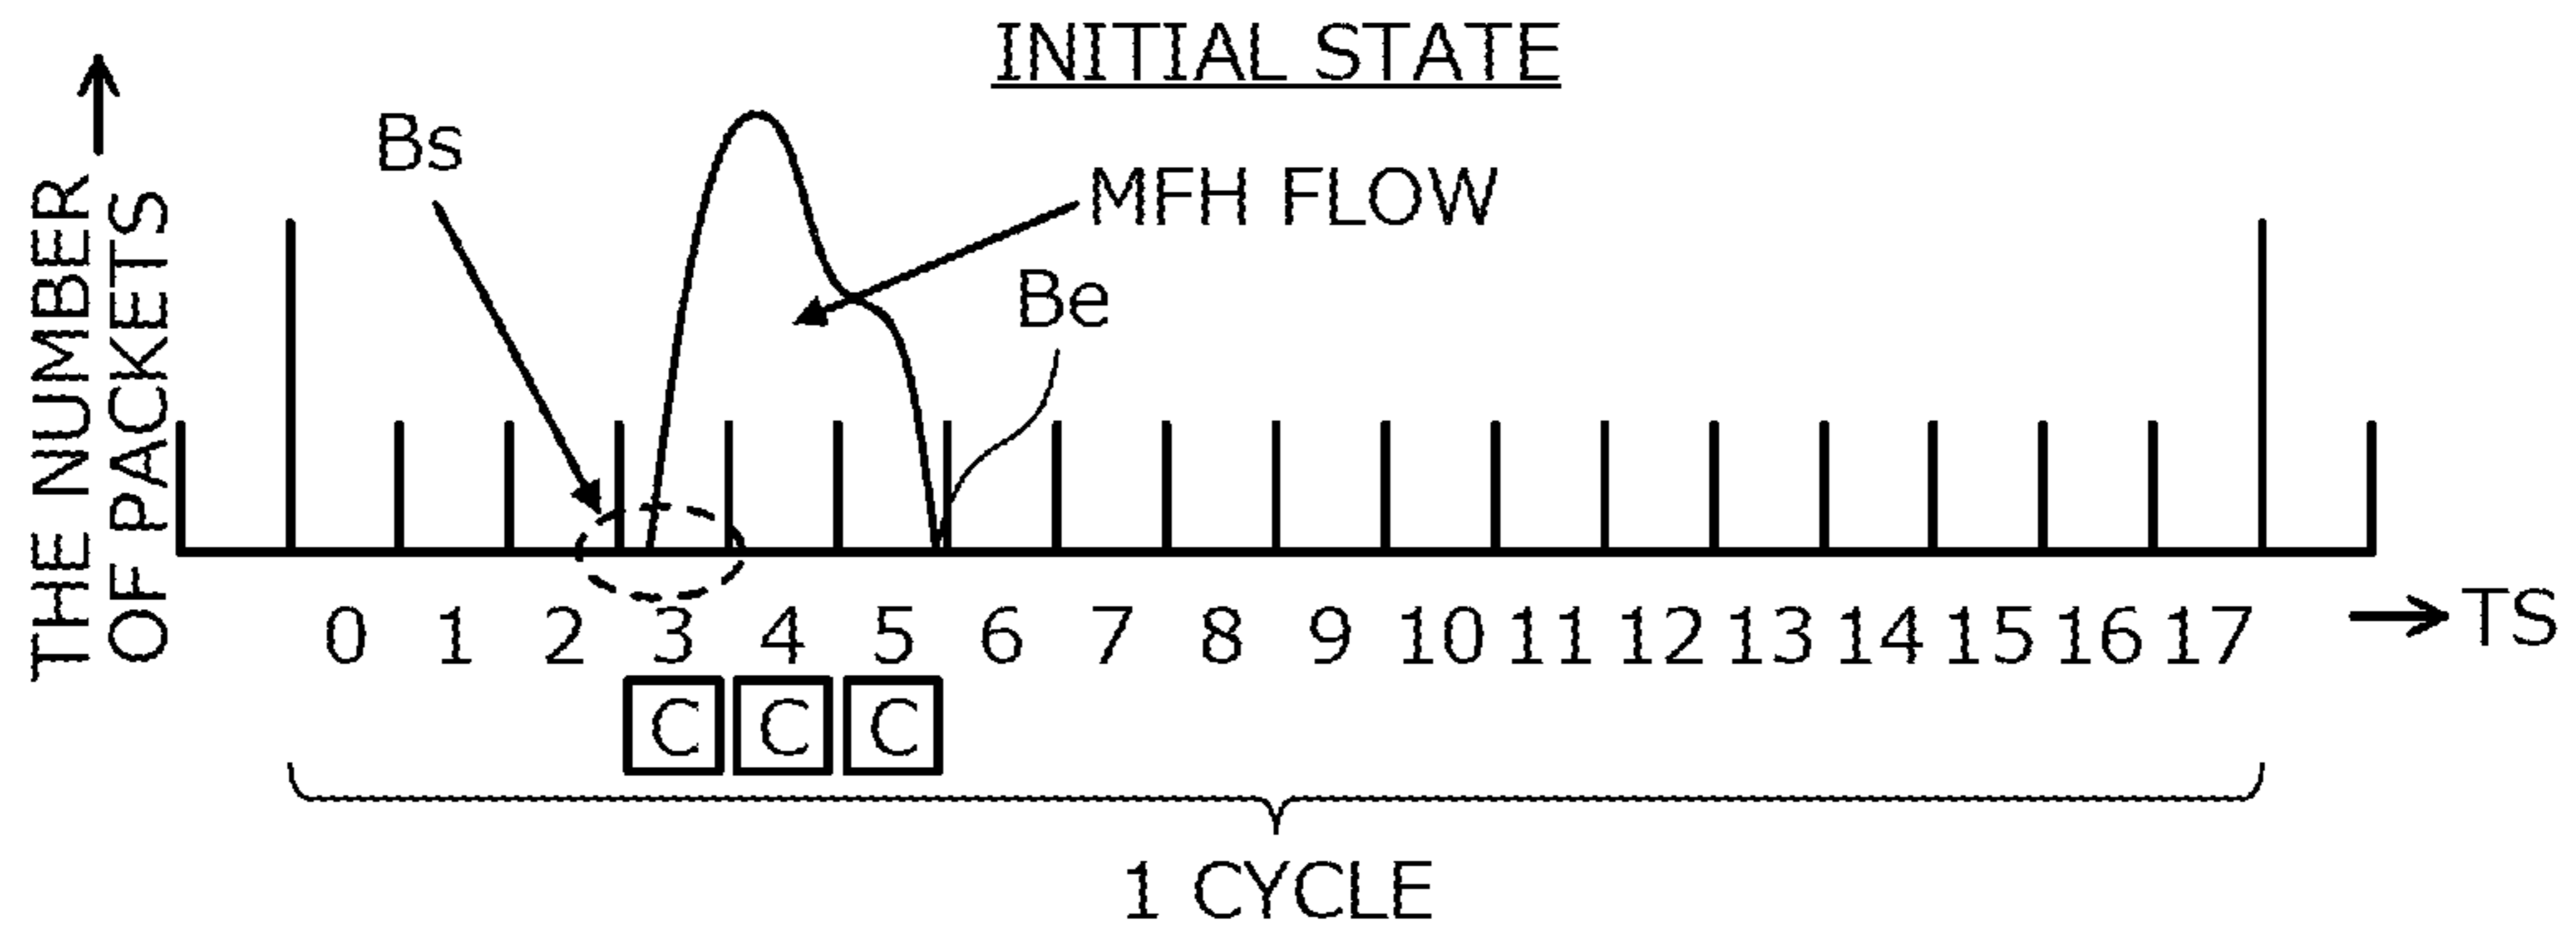 INITIAL STATE
THE NUMBER
OF PACKETS
Bs
MFH FLOW
Be
0 1 2 3 4 5 6 7 8 9 10 11 12 13 14 15 16 17
TS
C C C
1 CYCLE